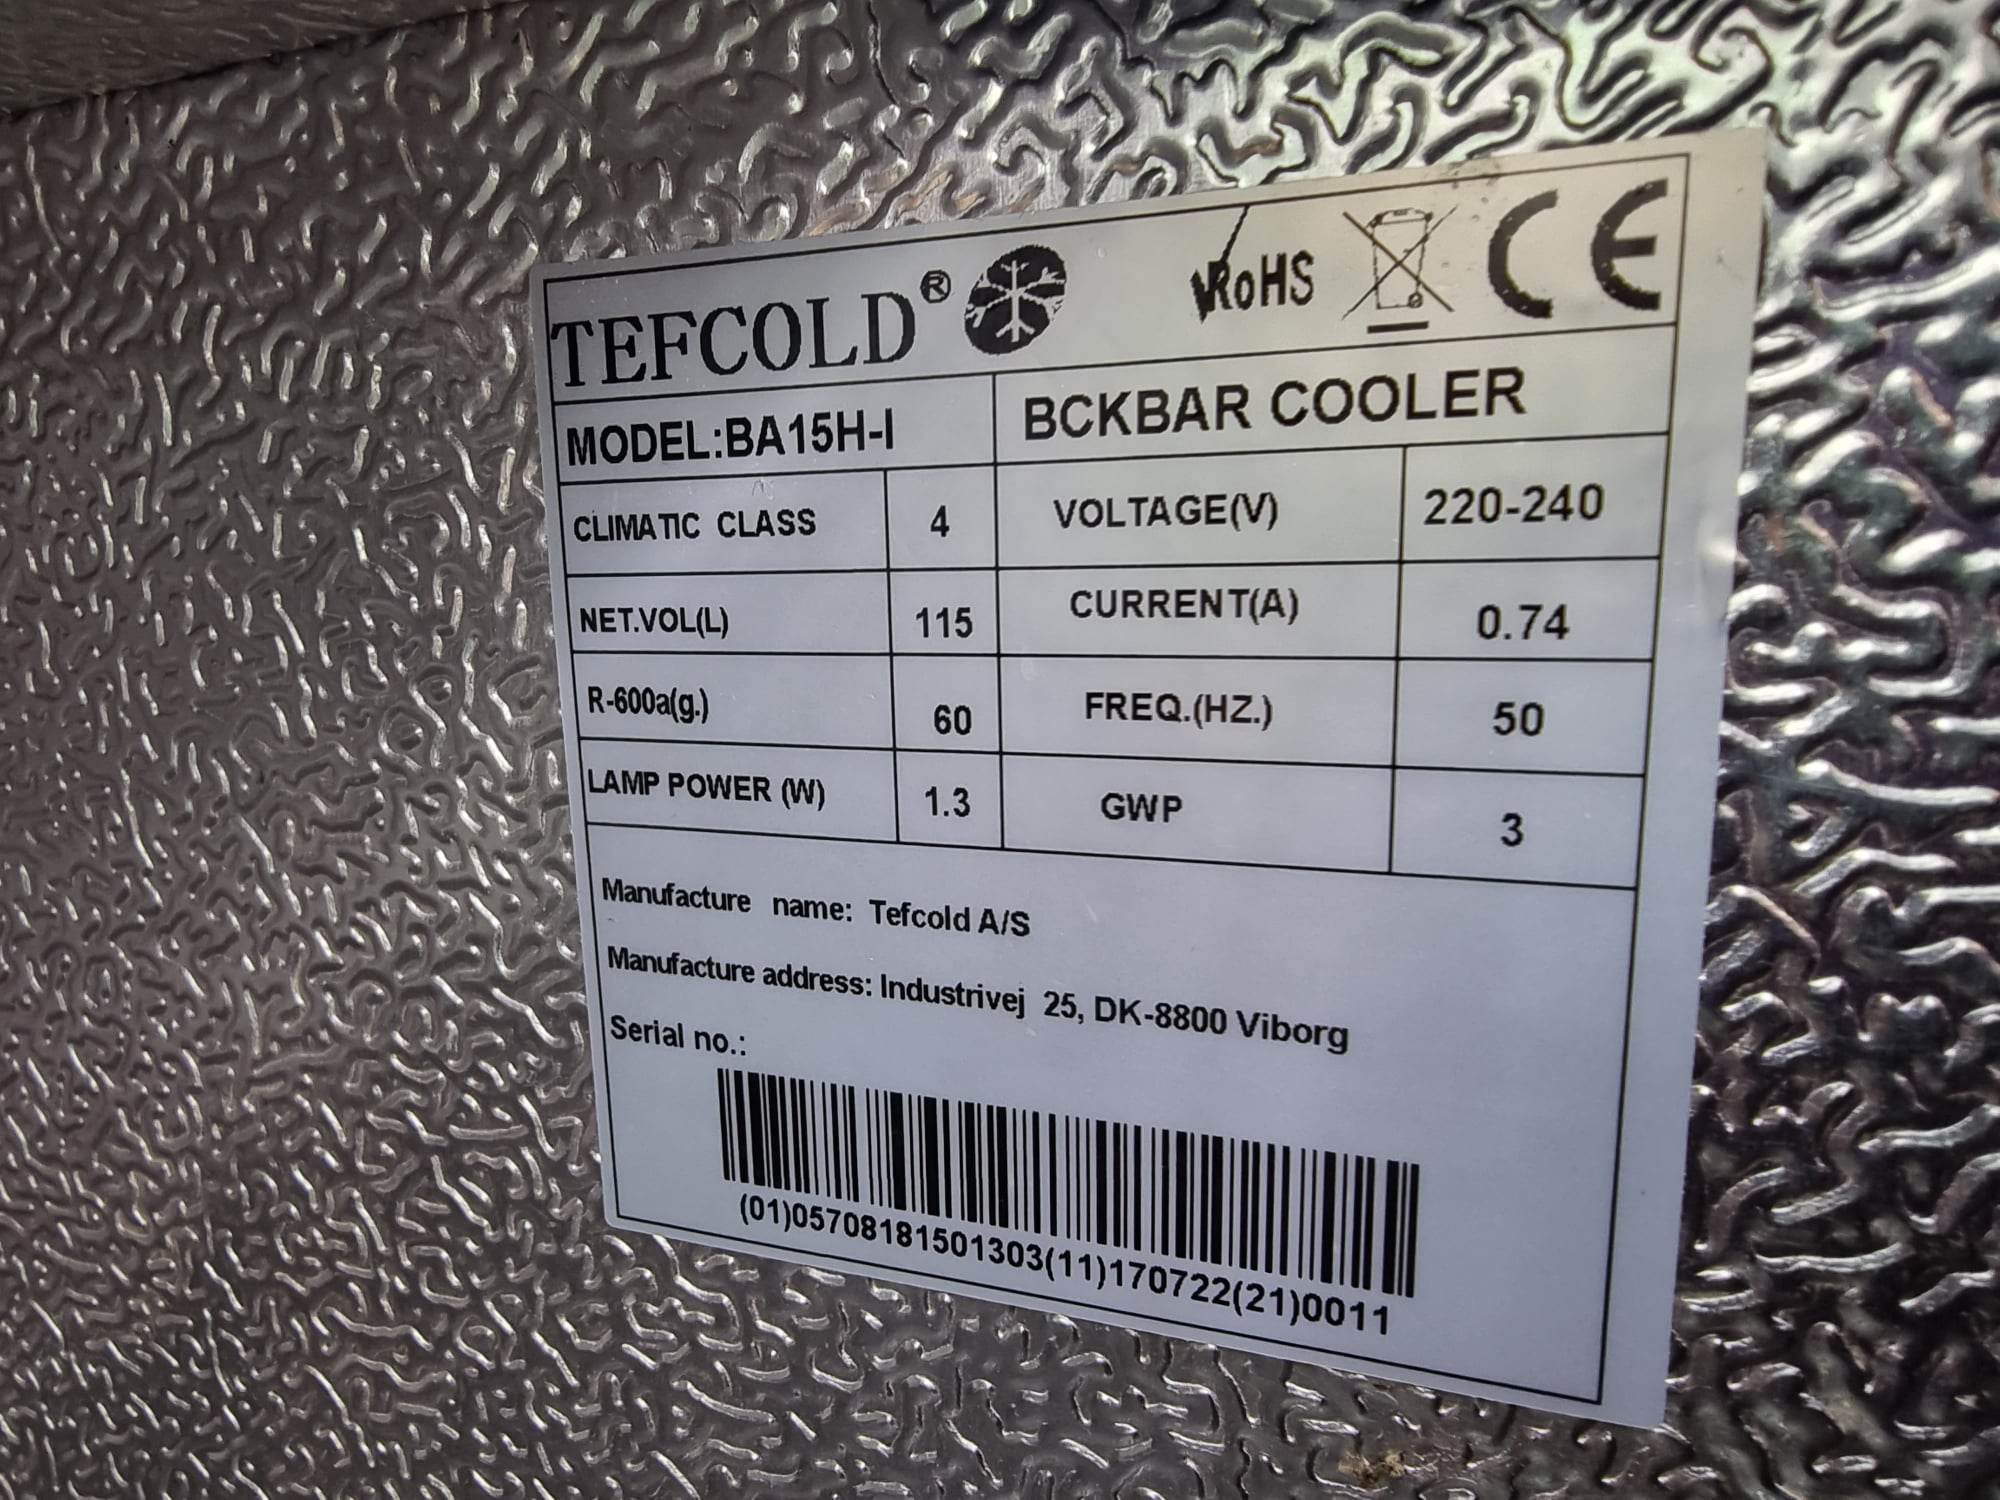 TEFCOLD® RoHS CE
MODEL:BA15H-I BCKBAR COOLER
CLIMATIC CLASS 4 VOLTAGE(V) 220-240
NET.VOL(L) 115 CURRENT(A) 0.74
R-600a(g.) 60 FREQ.(HZ.) 50
LAMP POWER (W) 1.3 GWP 3
Manufacture name: Tefcold A/S
Manufacture address: Industrivej 25, DK-8800 Viborg
Serial no.:
(01)05708181501303(11)170722(21)0011